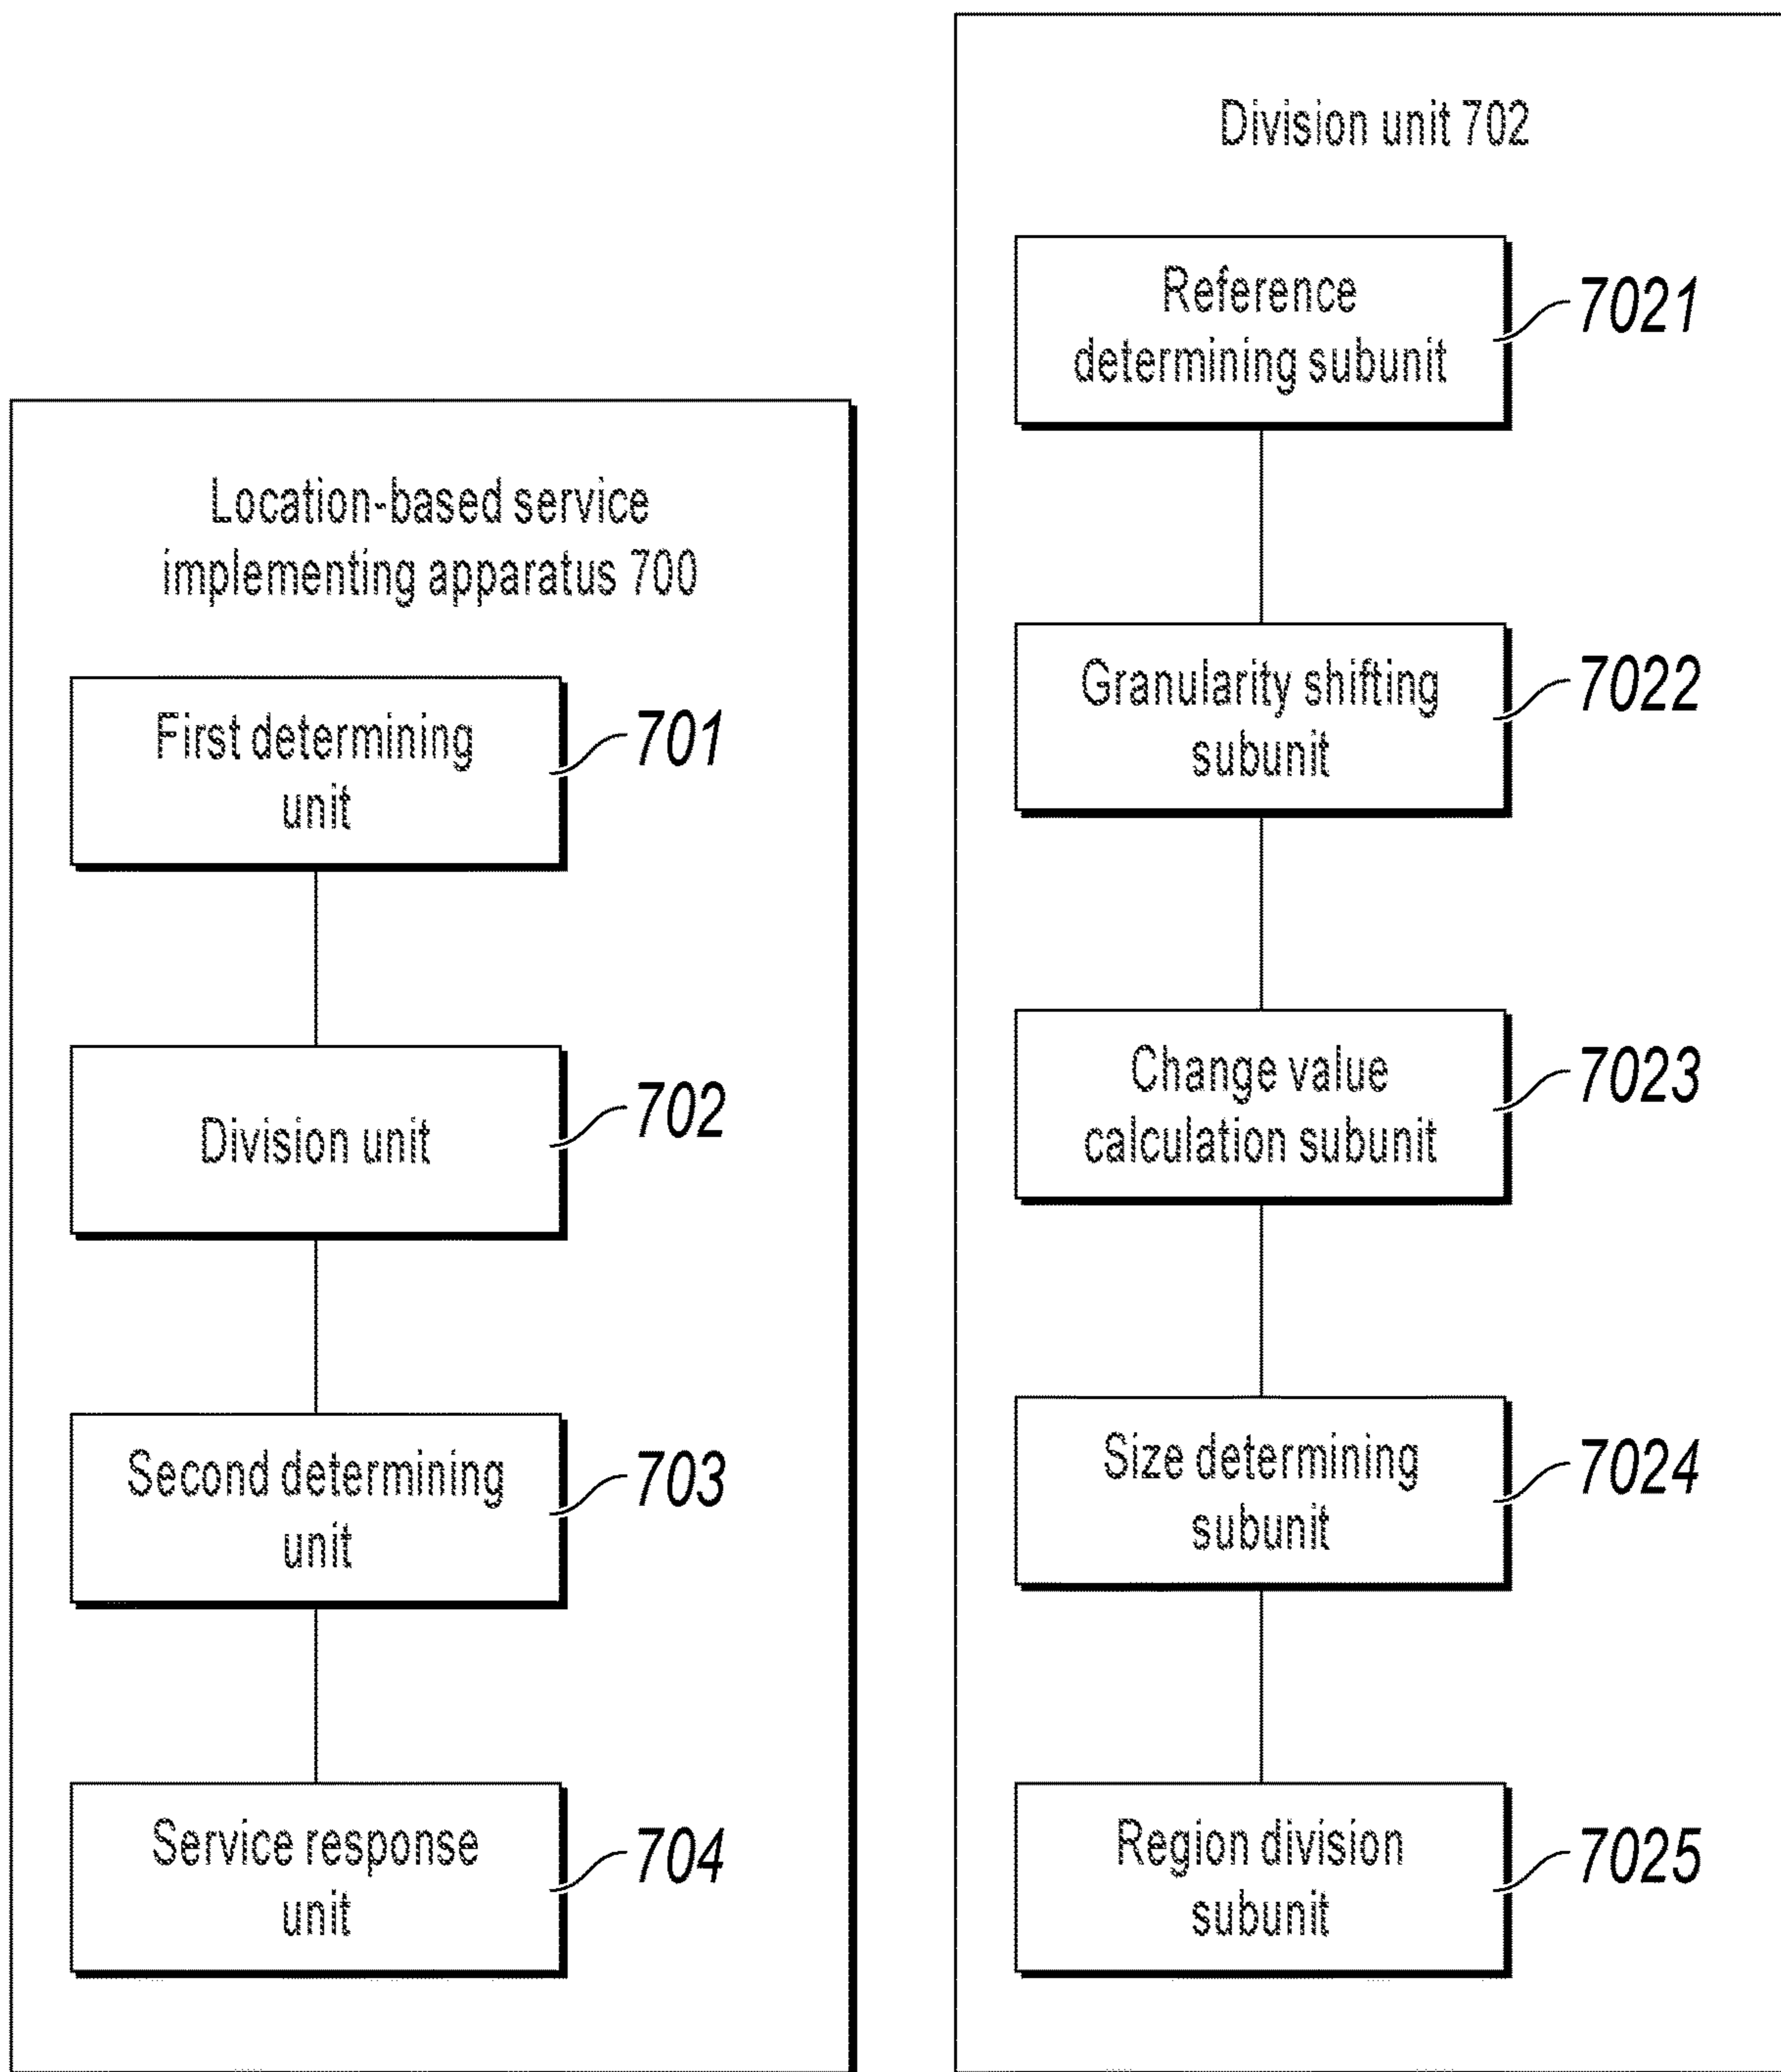 Location-based service
implementing apparatus 700
First determining
unit
701
Division unit
702
Second determining
unit
703
Service response
unit
704
Division unit 702
Reference
determining subunit
7021
Granularity shifting
subunit
7022
Change value
calculation subunit
7023
Size determining
subunit
7024
Region division
subunit
7025